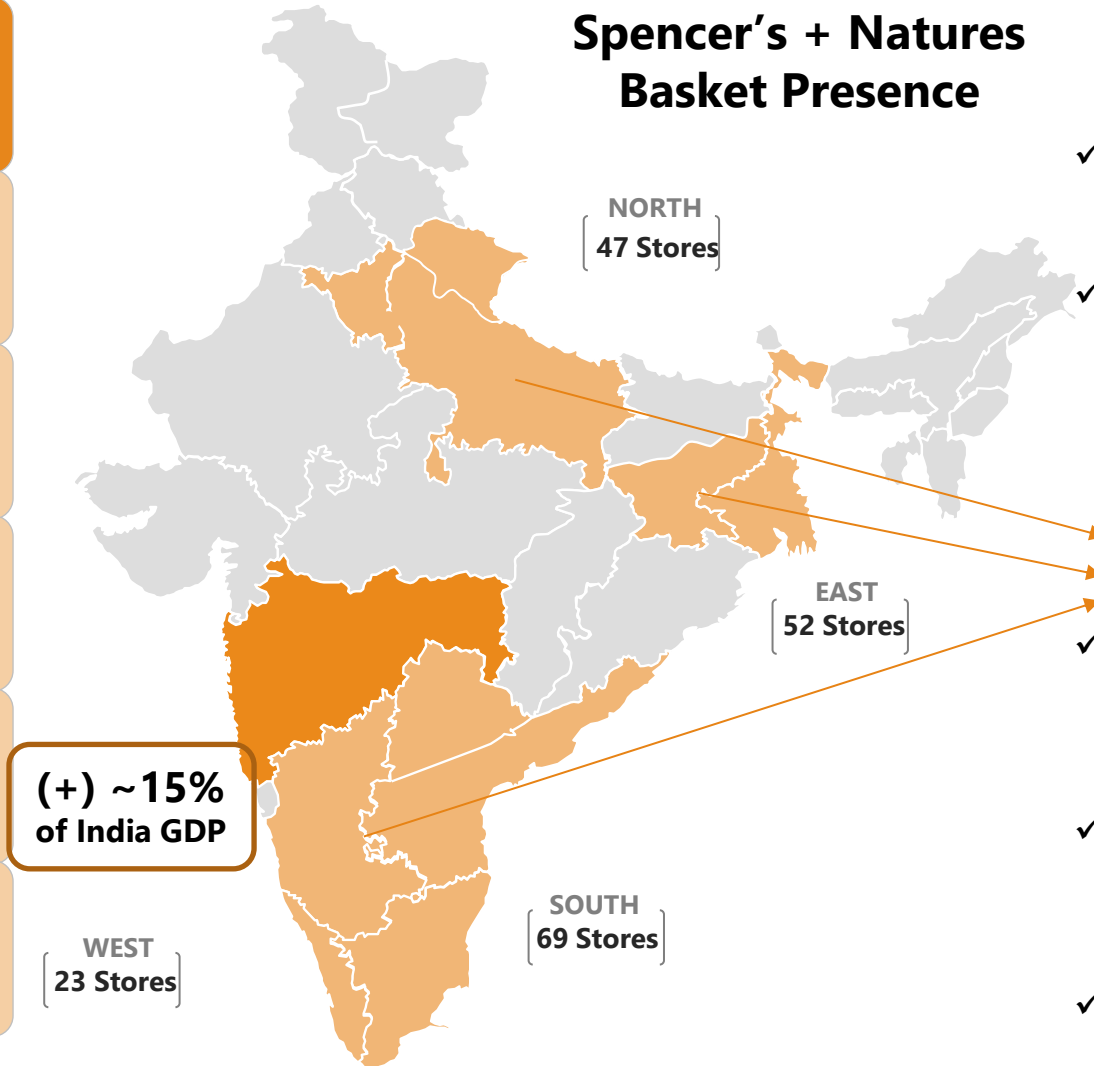 Spencer’s + Natures
Basket Presence
✓
NORTH
47 Stores
✓
EAST
52 Stores
✓
(+) ~15%
of India GDP
✓
SOUTH
69 Stores
WEST
23 Stores
✓